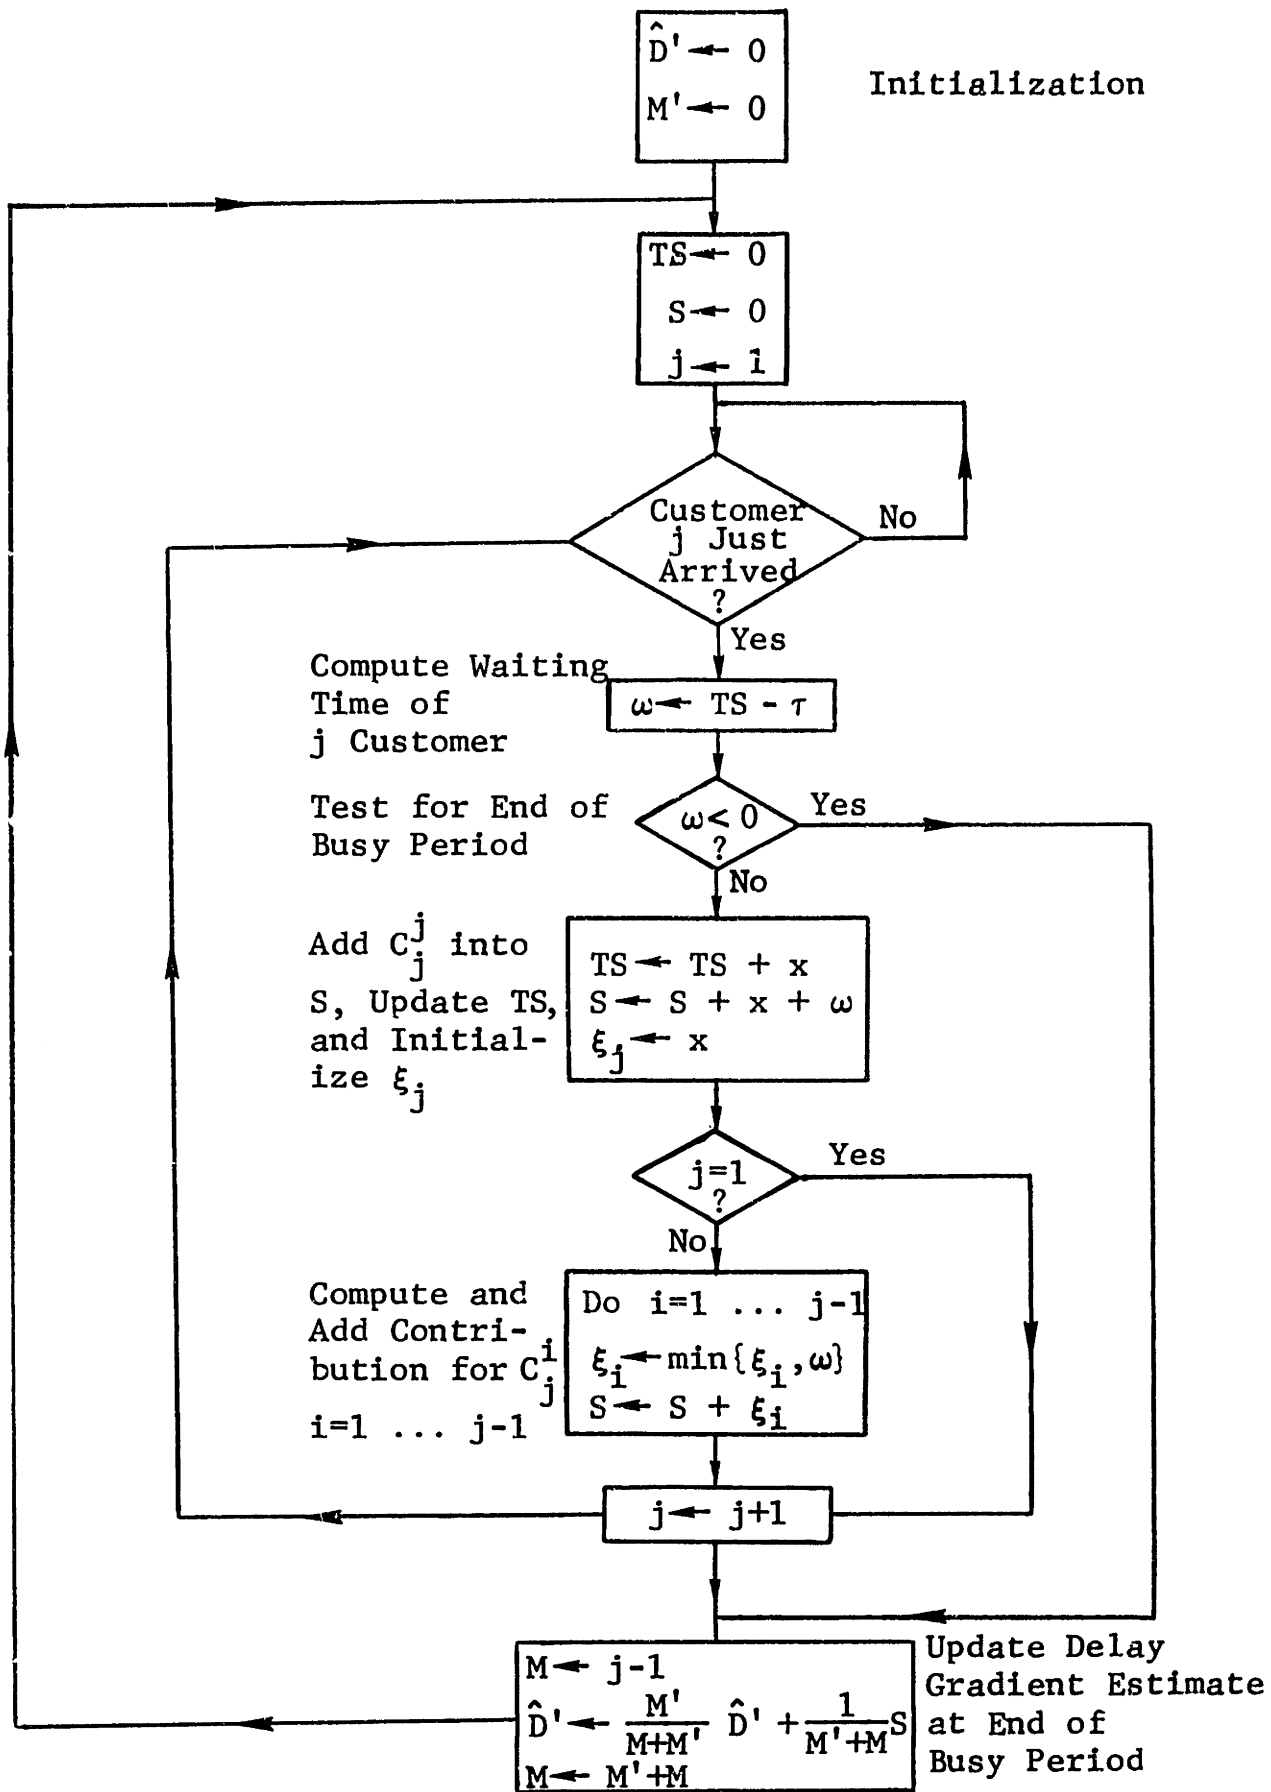 D̂'← 0
M'← 0
Initialization
TS← 0
S← 0
j← 1
Customer
j Just
Arrived
?
No
Yes
Compute Waiting
Time of
j Customer
ω← TS - τ
Test for End of
Busy Period
ω< 0
?
Yes
No
Add C_j^j into
S, Update TS,
and Initial-
ize ξ_j
TS← TS + x
S← S + x + ω
ξ_j← x
j=1
?
Yes
No
Compute and
Add Contri-
bution for C_j^i
i=1 ... j-1
Do i=1 ... j-1
ξ_i←min{ξ_i,ω}
S← S + ξ_i
j← j+1
M← j-1
D̂'← M'/(M+M') D̂' + 1/(M'+M) S
M← M'+M
Update Delay
Gradient Estimate
at End of
Busy Period